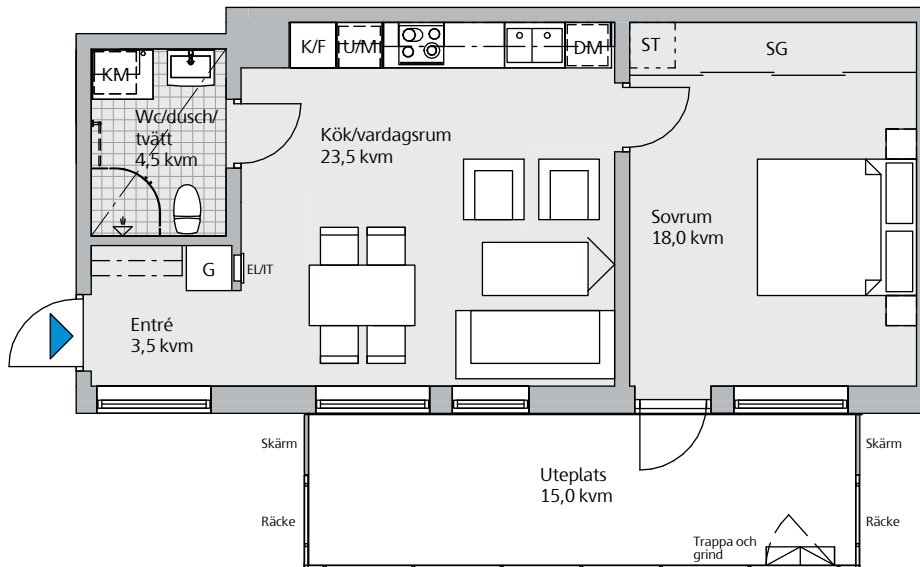 K/F
U/M
DM
ST
SG
KM
Wc/dusch/
tvätt
4,5 kvm
Kök/vardagsrum
23,5 kvm
Sovrum
18,0 kvm
G
EL/IT
Entré
3,5 kvm
Skärm
Skärm
Uteplats
15,0 kvm
Räcke
Räcke
Trappa och
grind